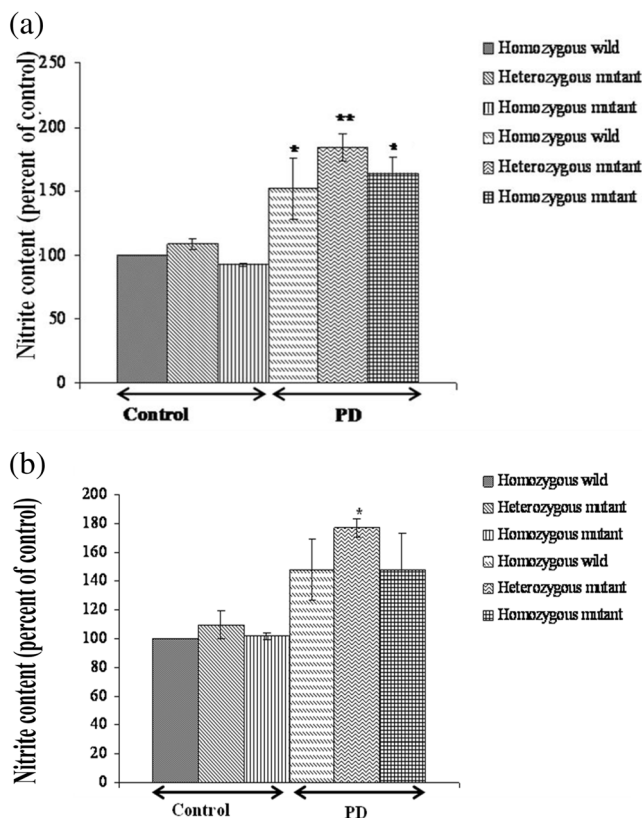 (a)
Nitrite content (percent of control)
250
200
150
100
50
0
*
**
*
Control
PD
Homozygous wild
Heterozygous mutant
Homozygous mutant
Homozygous wild
Heterozygous mutant
Homozygous mutant
(b)
Nitrite content (percent of control)
200
180
160
140
120
100
80
60
40
20
0
*
Control
PD
Homozygous wild
Heterozygous mutant
Homozygous mutant
Homozygous wild
Heterozygous mutant
Homozygous mutant